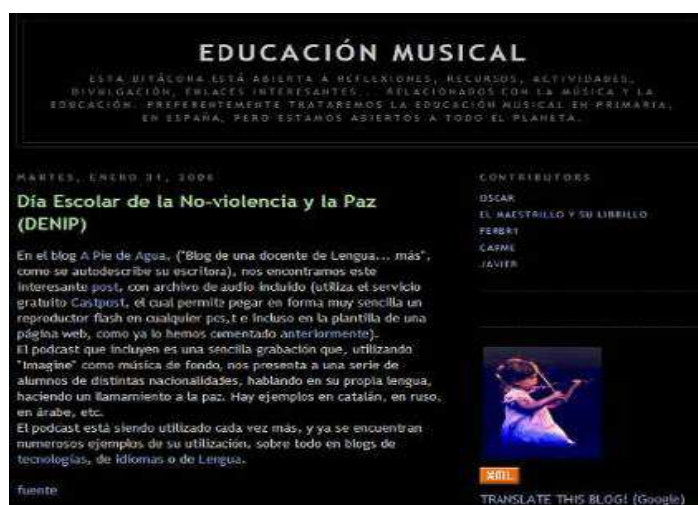 EDUCACIÓN MUSICAL
ESTA BITÁCORA ESTÁ ABIERTA A REFLEXIONES, RECURSOS, ACTIVIDADES,
DIVULGACIÓN, ENLACES INTERESANTES... RELACIONADOS CON LA MÚSICA Y LA
EDUCACIÓN. PREFERENTEMENTE TRATAREMOS LA EDUCACIÓN MUSICAL EN PRIMARIA,
EN ESPAÑA, PERO ESTAMOS ABIERTOS A TODO EL PLANETA.
MARTES, ENERO 31, 2006
Día Escolar de la No-violencia y la Paz
(DENIP)
En el blog A Pie de Agua, ("Blog de una docente de Lengua... más",
como se autodescribe su escritora), nos encontramos este
interesante post, con archivo de audio incluido (utiliza el servicio
gratuito Castpost, el cual permite pegar en forma muy sencilla un
reproductor flash en cualquier pos,t e incluso en la plantilla de una
página web, como ya lo hemos comentado anteriormente).
El podcast que incluyen es una sencilla grabación que, utilizando
"Imagine" como música de fondo, nos presenta a una serie de
alumnos de distintas nacionalidades, hablando en su propia lengua,
haciendo un llamamiento a la paz. Hay ejemplos en catalán, en ruso,
en árabe, etc.
El podcast está siendo utilizado cada vez más, y ya se encuentran
numerosos ejemplos de su utilización, sobre todo en blogs de
tecnologías, de idiomas o de Lengua.
fuente
CONTRIBUTORS
OSCAR
EL MAESTRILLO Y SU LIBRILLO
FERBR1
CARME
JAVIER
XML
TRANSLATE THIS BLOG! (Google)